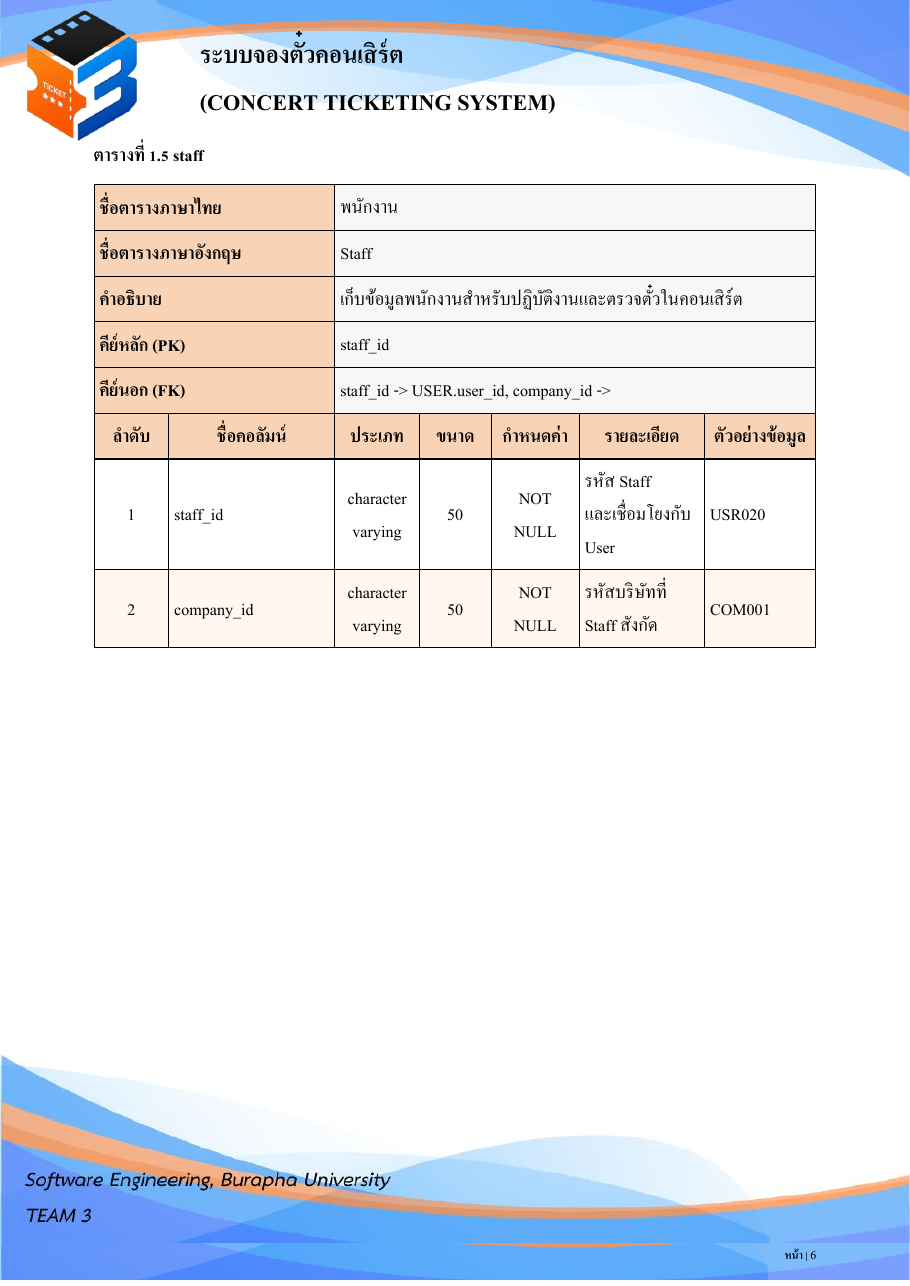 TICKET
ระบบจองตั๋วคอนเสิร์ต
(CONCERT TICKETING SYSTEM)
ตารางที่ 1.5 staff
ชื่อตารางภาษาไทย พนักงาน
ชื่อตารางภาษาอังกฤษ Staff
คำอธิบาย เก็บข้อมูลพนักงานสำหรับปฏิบัติงานและตรวจตั๋วในคอนเสิร์ต
คีย์หลัก (PK) staff_id
คีย์นอก (FK) staff_id -> USER.user_id, company_id ->
ลำดับ ชื่อคอลัมน์ ประเภท ขนาด กำหนดค่า รายละเอียด ตัวอย่างข้อมูล
1 staff_id character varying 50 NOT NULL รหัส Staff และเชื่อมโยงกับ User USR020
2 company_id character varying 50 NOT NULL รหัสบริษัทที่ Staff สังกัด COM001
Software Engineering, Burapha University
TEAM 3
หน้า | 6